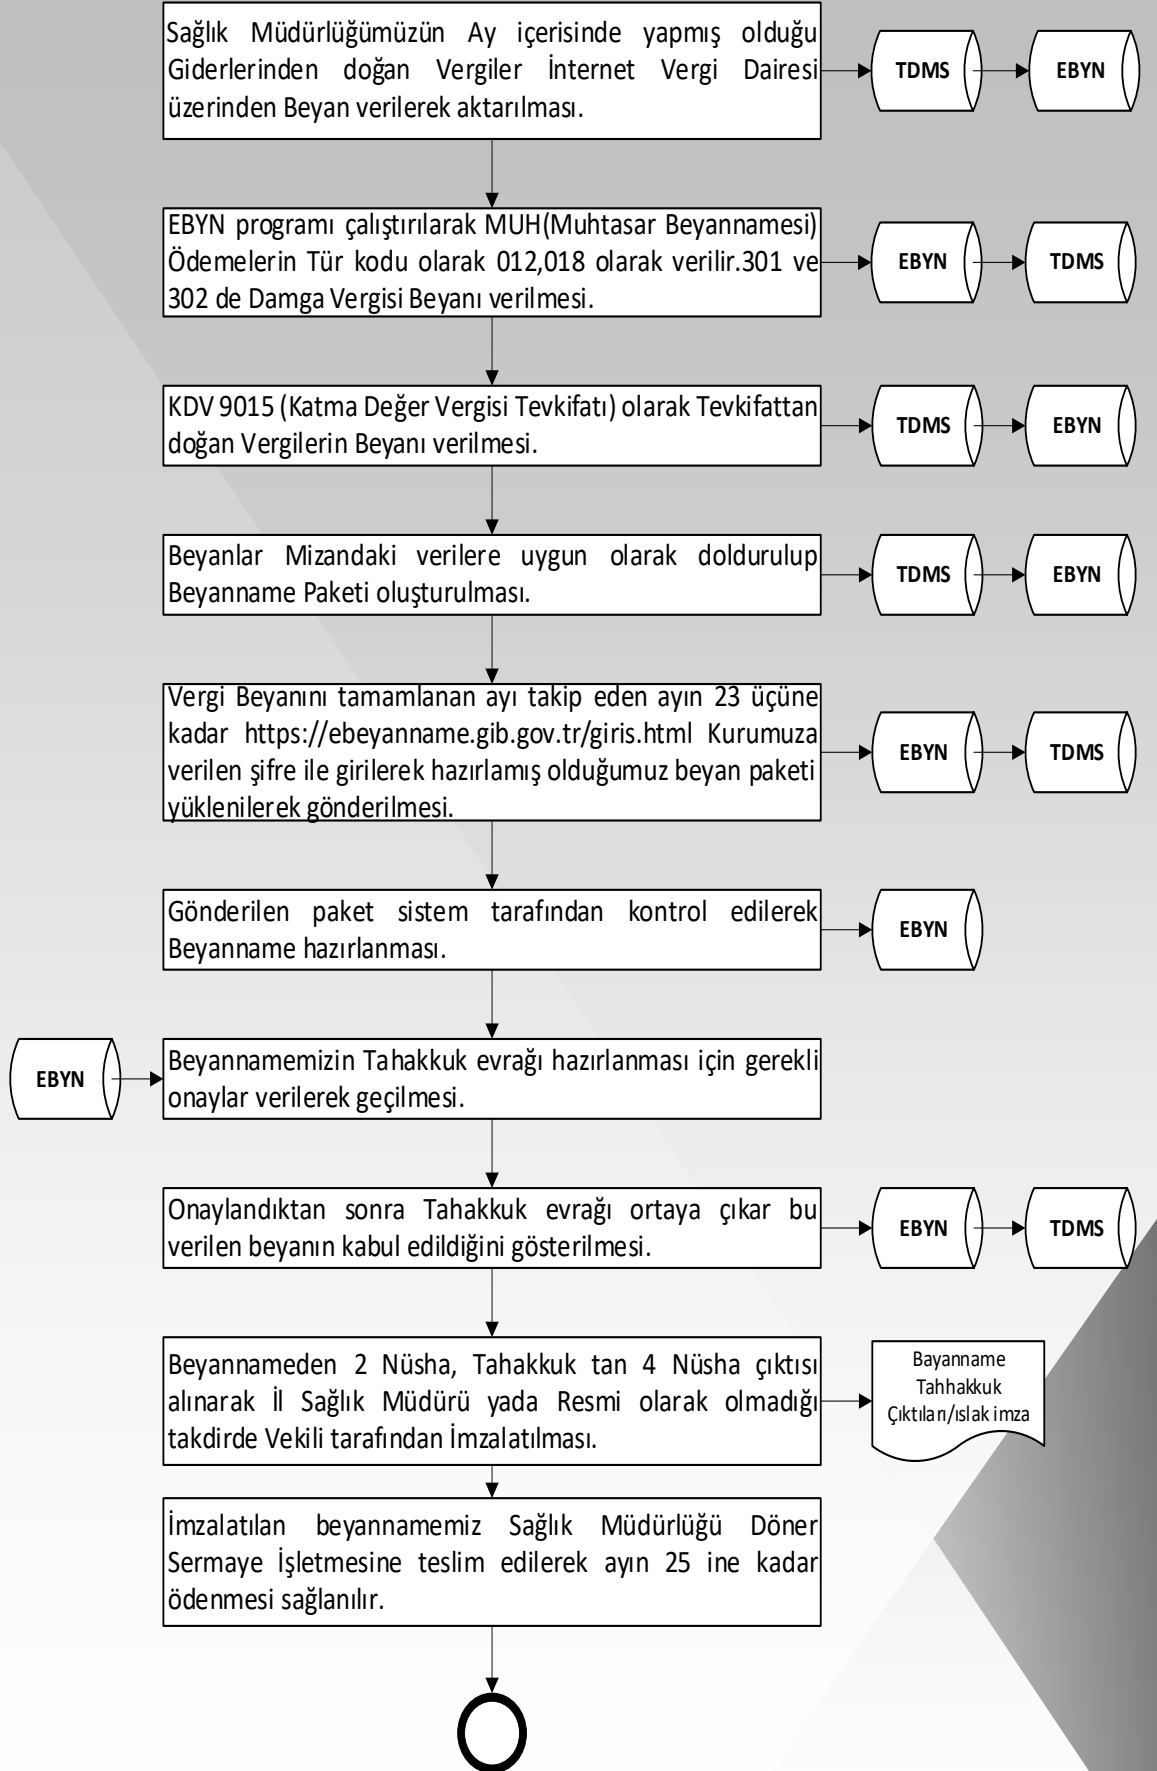 Sağlık Müdürlüğümüzün Ay içerisinde yapmış olduğu
Giderlerinden doğan Vergiler İnternet Vergi Dairesi
üzerinden Beyan verilerek aktarılması.
TDMS
EBYN
EBYN programı çalıştırılarak MUH(Muhtasar Beyannamesi)
Ödemelerin Tür kodu olarak 012,018 olarak verilir.301 ve
302 de Damga Vergisi Beyanı verilmesi.
EBYN
TDMS
KDV 9015 (Katma Değer Vergisi Tevkifatı) olarak Tevkifattan
doğan Vergilerin Beyanı verilmesi.
TDMS
EBYN
Beyanlar Mizandaki verilere uygun olarak doldurulup
Beyanname Paketi oluşturulması.
TDMS
EBYN
Vergi Beyanını tamamlanan ayı takip eden ayın 23 üçüne
kadar https://ebeyanname.gib.gov.tr/giris.html Kurumuza
verilen şifre ile girilerek hazırlamış olduğumuz beyan paketi
yüklenilerek gönderilmesi.
EBYN
TDMS
Gönderilen paket sistem tarafından kontrol edilerek
Beyanname hazırlanması.
EBYN
EBYN
Beyannamemizin Tahakkuk evrağı hazırlanması için gerekli
onaylar verilerek geçilmesi.
Onaylandıktan sonra Tahakkuk evrağı ortaya çıkar bu
verilen beyanın kabul edildiğini gösterilmesi.
EBYN
TDMS
Beyannameden 2 Nüsha, Tahakkuk tan 4 Nüsha çıktısı
alınarak İl Sağlık Müdürü yada Resmi olarak olmadığı
takdirde Vekili tarafından İmzalatılması.
Bayanname
Tahhakkuk
Çıktıları/ıslak imza
İmzalatılan beyannamemiz Sağlık Müdürlüğü Döner
Sermaye İşletmesine teslim edilerek ayın 25 ine kadar
ödenmesi sağlanılır.